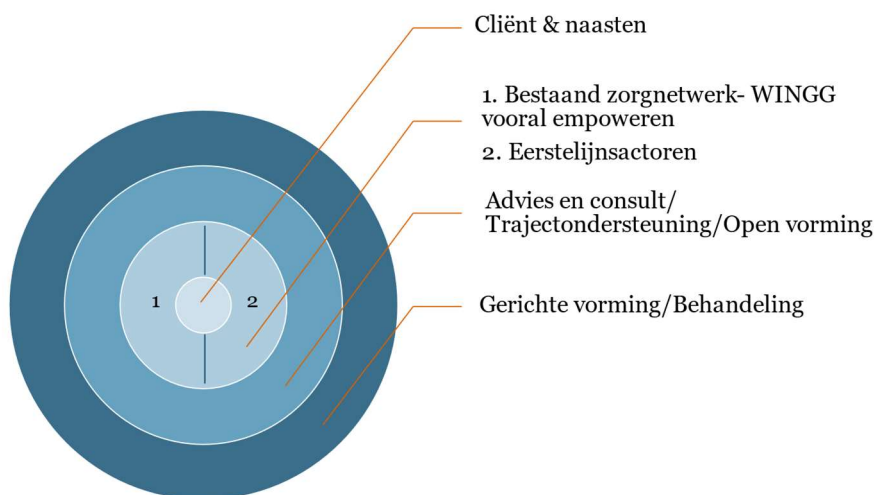 Cliënt & naasten
1. Bestaand zorgnetwerk- WINGG
vooral empoweren
2. Eerstelijnsactoren
Advies en consult/
Trajectondersteuning/Open vorming
1
2
Gerichte vorming/Behandeling